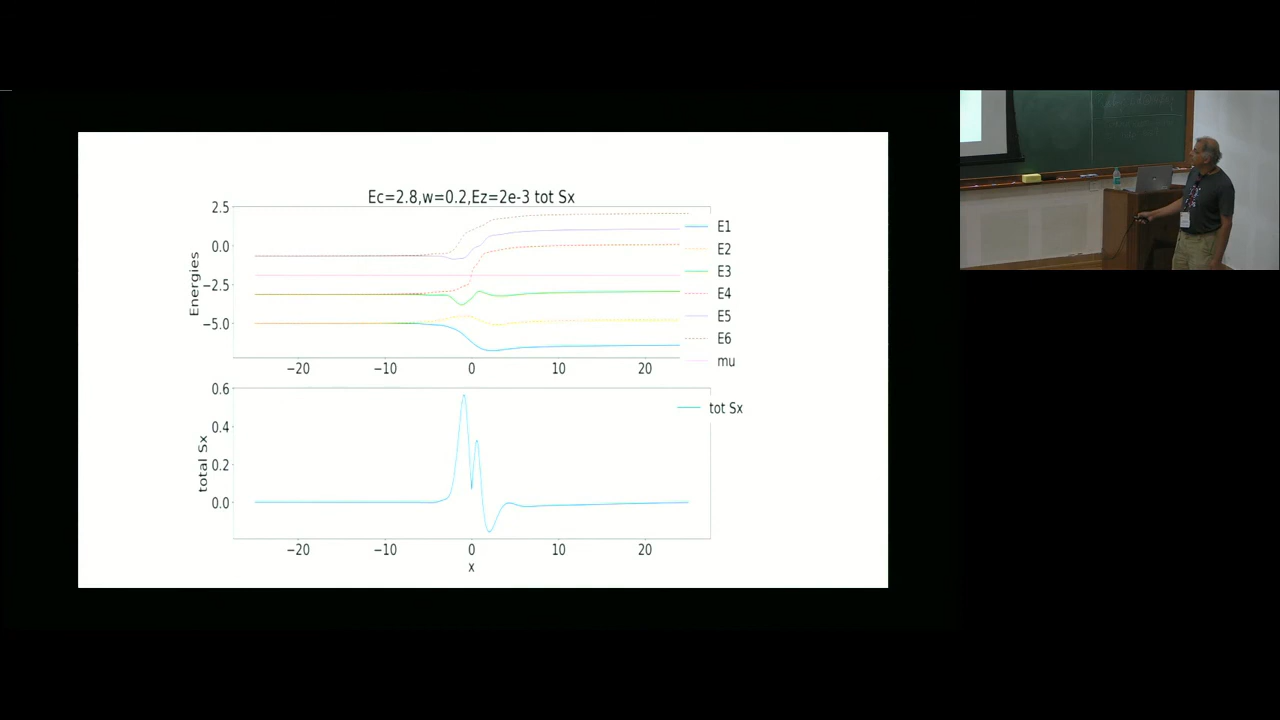 Ec=2.8,w=0.2,Ez=2e-3 tot Sx
Energies
2.5
0.0
−2.5
−5.0
−20
−10
0
10
20
E1
E2
E3
E4
E5
E6
mu
total Sx
0.6
0.4
0.2
0.0
−20
−10
0
10
20
x
tot Sx